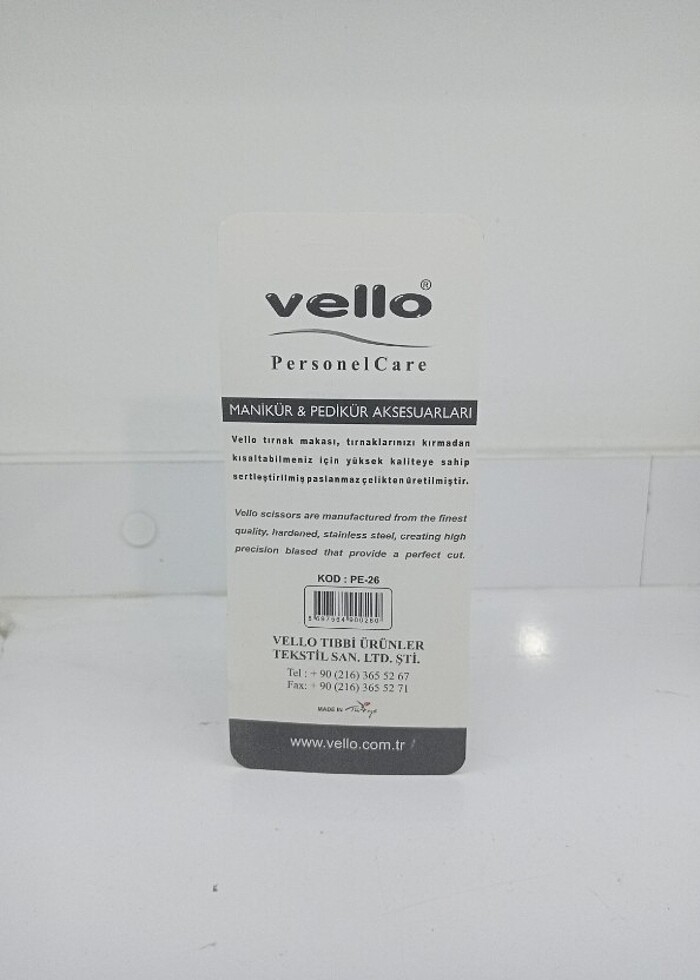 vello®
PersonelCare
MANİKÜR & PEDİKÜR AKSESUARLARI
Vello tırnak makası, tırnaklarınızı kırmadan
kısaltabilmeniz için yüksek kaliteye sahip
sertleştirilmiş paslanmaz çelikten üretilmiştir.
Vello scissors are manufactured from the finest
quality, hardened, stainless steel, creating high
precision blased that provide a perfect cut.
KOD : PE-26
VELLO TIBBİ ÜRÜNLER
TEKSTİL SAN. LTD. ŞTİ.
Tel : + 90 (216) 365 52 67
Fax: + 90 (216) 365 52 71
MADE IN Türkiye
www.vello.com.tr